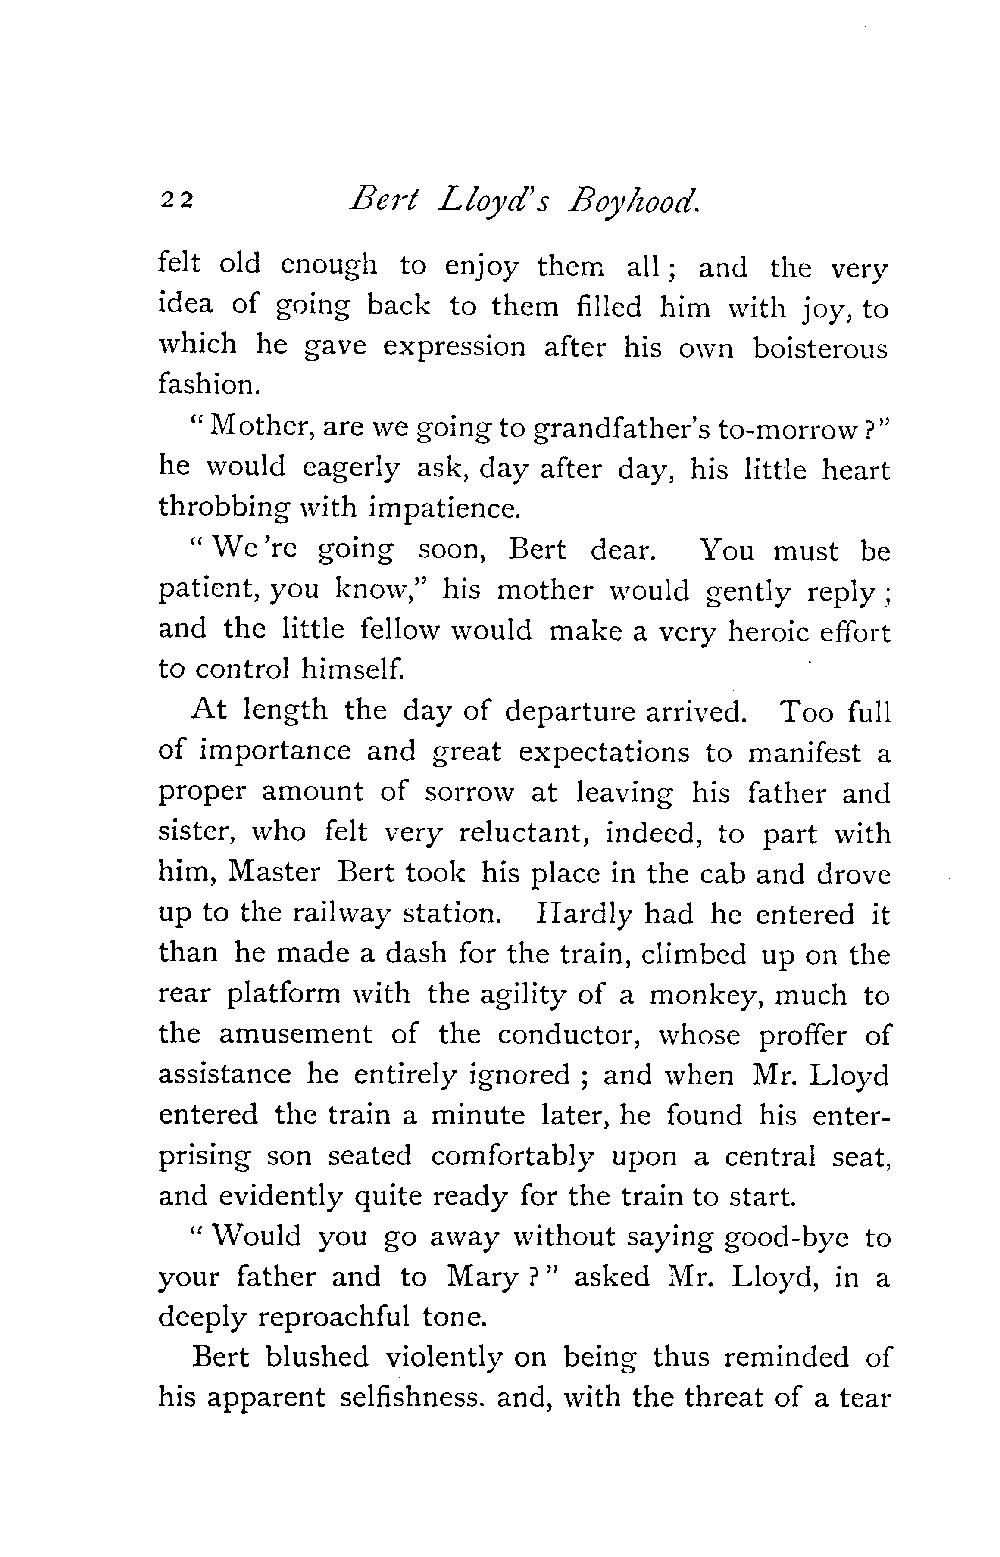 22 Bert Lloyd's Boyhood.
felt old enough to enjoy them all ; and the very
idea of going back to them filled him with joy, to
which he gave expression after his own boisterous
fashion.
“ Mother, are we going to grandfather's to-morrow ?”
he would eagerly ask, day after day, his little heart
throbbing with impatience.
“ We 're going soon, Bert dear. You must be
patient, you know,” his mother would gently reply ;
and the little fellow would make a very heroic effort
to control himself.
At length the day of departure arrived. Too full
of importance and great expectations to manifest a
proper amount of sorrow at leaving his father and
sister, who felt very reluctant, indeed, to part with
him, Master Bert took his place in the cab and drove
up to the railway station. Hardly had he entered it
than he made a dash for the train, climbed up on the
rear platform with the agility of a monkey, much to
the amusement of the conductor, whose proffer of
assistance he entirely ignored ; and when Mr. Lloyd
entered the train a minute later, he found his enter-
prising son seated comfortably upon a central seat,
and evidently quite ready for the train to start.
“ Would you go away without saying good-bye to
your father and to Mary ? ” asked Mr. Lloyd, in a
deeply reproachful tone.
Bert blushed violently on being thus reminded of
his apparent selfishness. and, with the threat of a tear